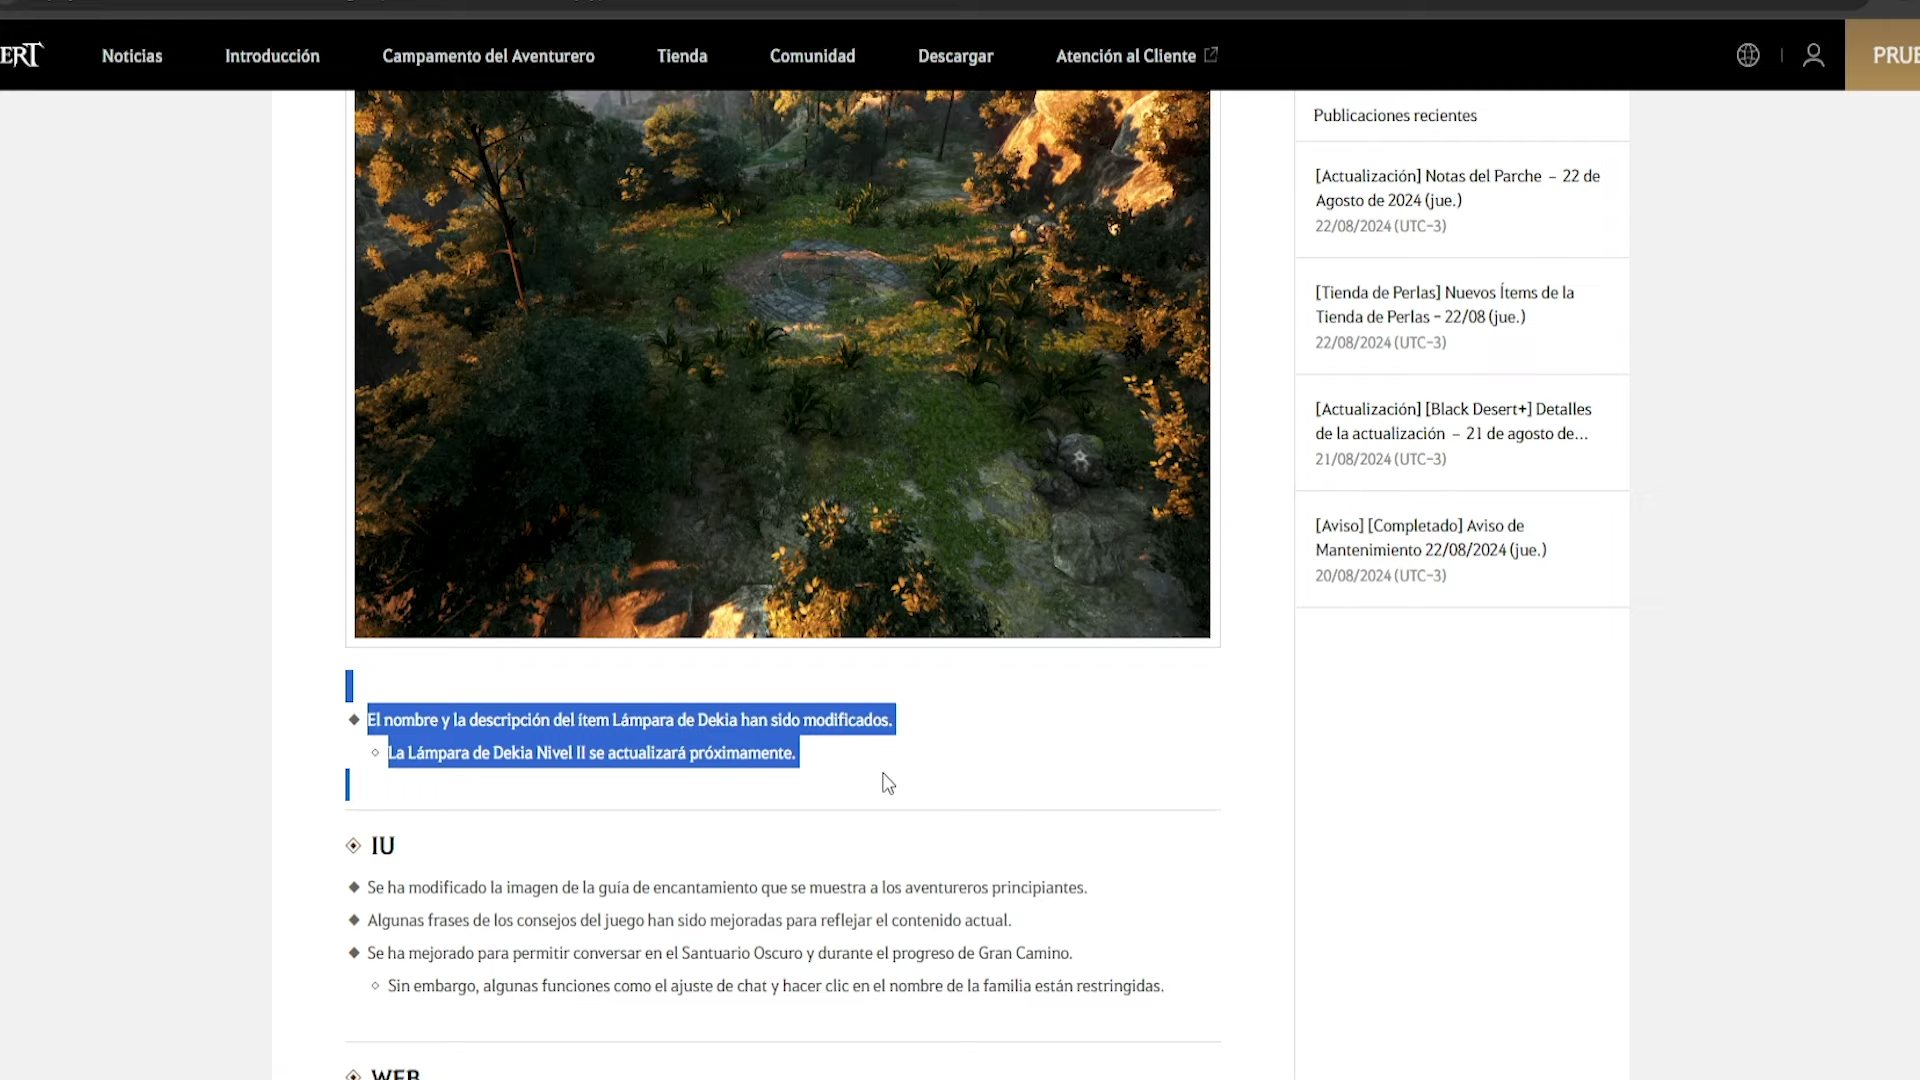 ERT Noticias Introducción Campamento del Aventurero Tienda Comunidad Descargar Atención al Cliente PRUE
Publicaciones recientes
[Actualización] Notas del Parche – 22 de
Agosto de 2024 (jue.)
22/08/2024 (UTC-3)
[Tienda de Perlas] Nuevos Ítems de la
Tienda de Perlas - 22/08 (jue.)
22/08/2024 (UTC-3)
[Actualización] [Black Desert+] Detalles
de la actualización – 21 de agosto de...
21/08/2024 (UTC-3)
[Aviso] [Completado] Aviso de
Mantenimiento 22/08/2024 (jue.)
20/08/2024 (UTC-3)
El nombre y la descripción del ítem Lámpara de Dekia han sido modificados.
La Lámpara de Dekia Nivel II se actualizará próximamente.
IU
Se ha modificado la imagen de la guía de encantamiento que se muestra a los aventureros principiantes.
Algunas frases de los consejos del juego han sido mejoradas para reflejar el contenido actual.
Se ha mejorado para permitir conversar en el Santuario Oscuro y durante el progreso de Gran Camino.
Sin embargo, algunas funciones como el ajuste de chat y hacer clic en el nombre de la familia están restringidas.
WEB